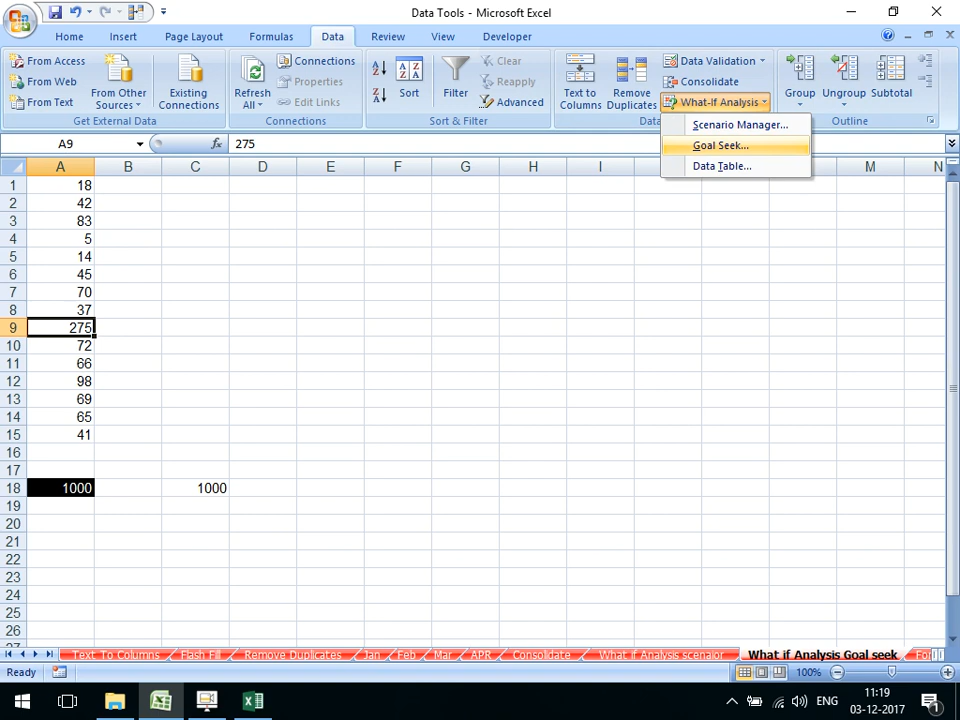 Data Tools - Microsoft Excel
Home Insert Page Layout Formulas Data Review View Developer
From Access
From Web
From Text
From Other Sources
Existing Connections
Get External Data
Refresh All
Connections
Properties
Edit Links
Connections
Sort
Filter
Clear
Reapply
Advanced
Sort & Filter
Text to Columns
Remove Duplicates
Data Validation
Consolidate
What-If Analysis
Data
Group
Ungroup
Subtotal
Outline
Scenario Manager...
Goal Seek...
Data Table...
A9 fx 275
A B C D E F G H I M N
1 18
2 42
3 83
4 5
5 14
6 45
7 70
8 37
9 275
10 72
11 66
12 98
13 69
14 65
15 41
16
17
18 1000 1000
19
20
21
22
23
24
25
26
27
Text To Columns Flash Fill Remove Duplicates Jan Feb Mar APR Consolidate What if Analysis scenaior What if Analysis Goal seek For
Ready 100%
ENG 11:19
03-12-2017
1